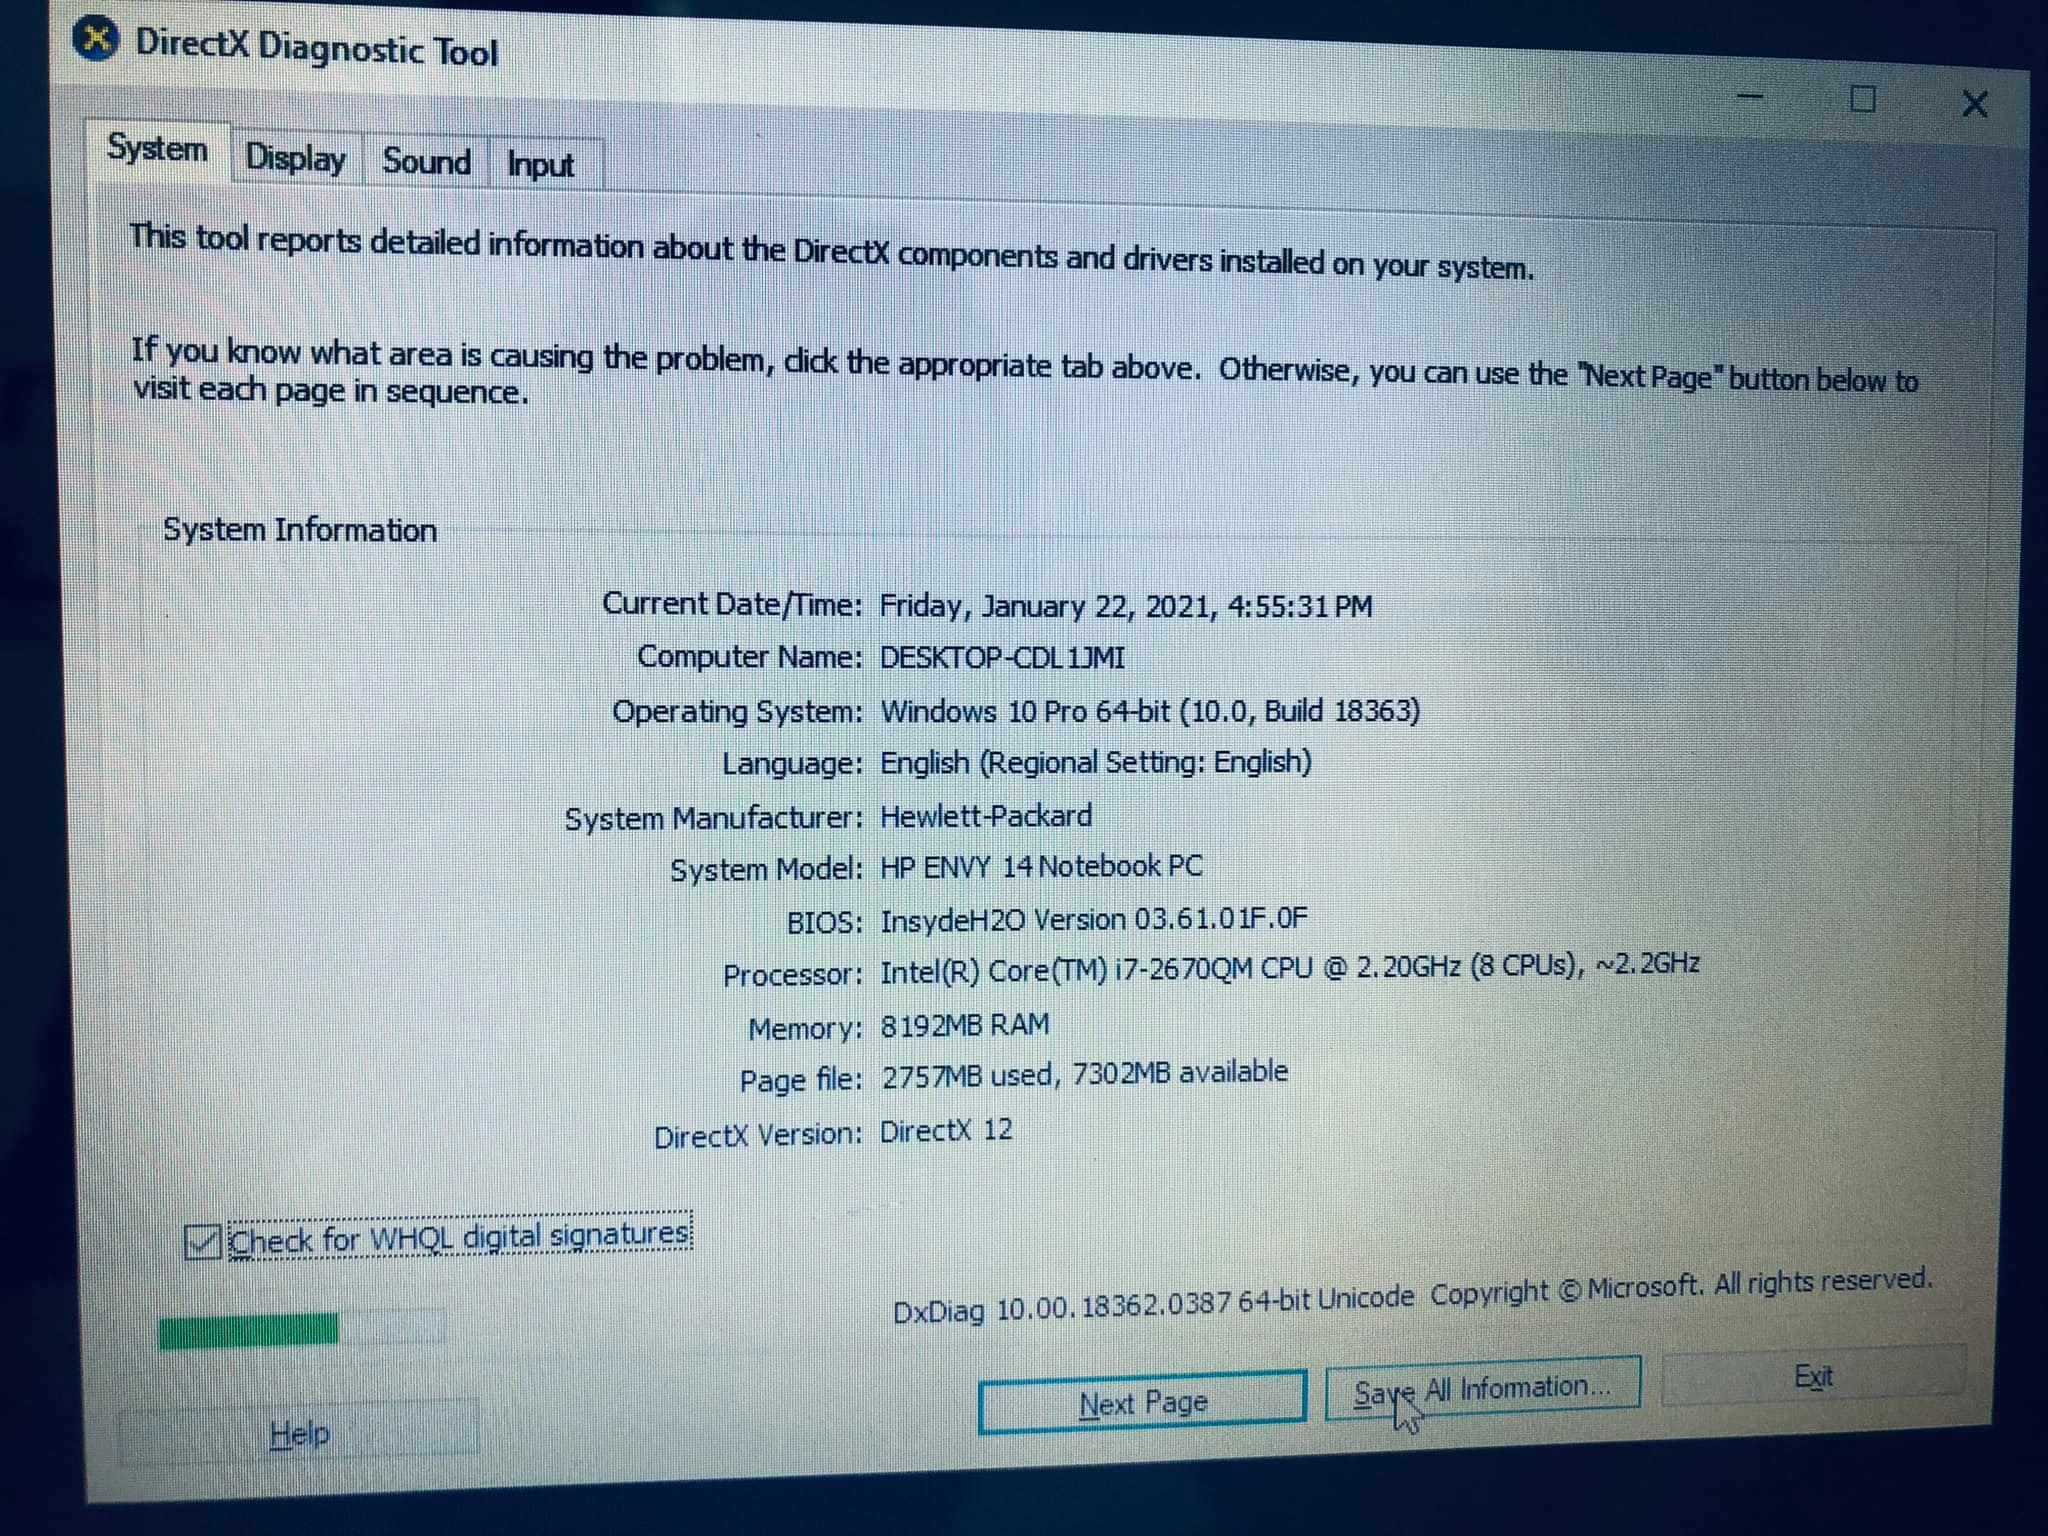 DirectX Diagnostic Tool
System Display Sound Input
This tool reports detailed information about the DirectX components and drivers installed on your system.
If you know what area is causing the problem, click the appropriate tab above. Otherwise, you can use the "Next Page" button below to
visit each page in sequence.
System Information
Current Date/Time: Friday, January 22, 2021, 4:55:31 PM
Computer Name: DESKTOP-CDL1JMI
Operating System: Windows 10 Pro 64-bit (10.0, Build 18363)
Language: English (Regional Setting: English)
System Manufacturer: Hewlett-Packard
System Model: HP ENVY 14 Notebook PC
BIOS: InsydeH2O Version 03.61.01F.0F
Processor: Intel(R) Core(TM) i7-2670QM CPU @ 2.20GHz (8 CPUs), ~2.2GHz
Memory: 8192MB RAM
Page file: 2757MB used, 7302MB available
DirectX Version: DirectX 12
Check for WHQL digital signatures
DxDiag 10.00.18362.0387 64-bit Unicode Copyright © Microsoft. All rights reserved.
Help Next Page Save All Information... Exit